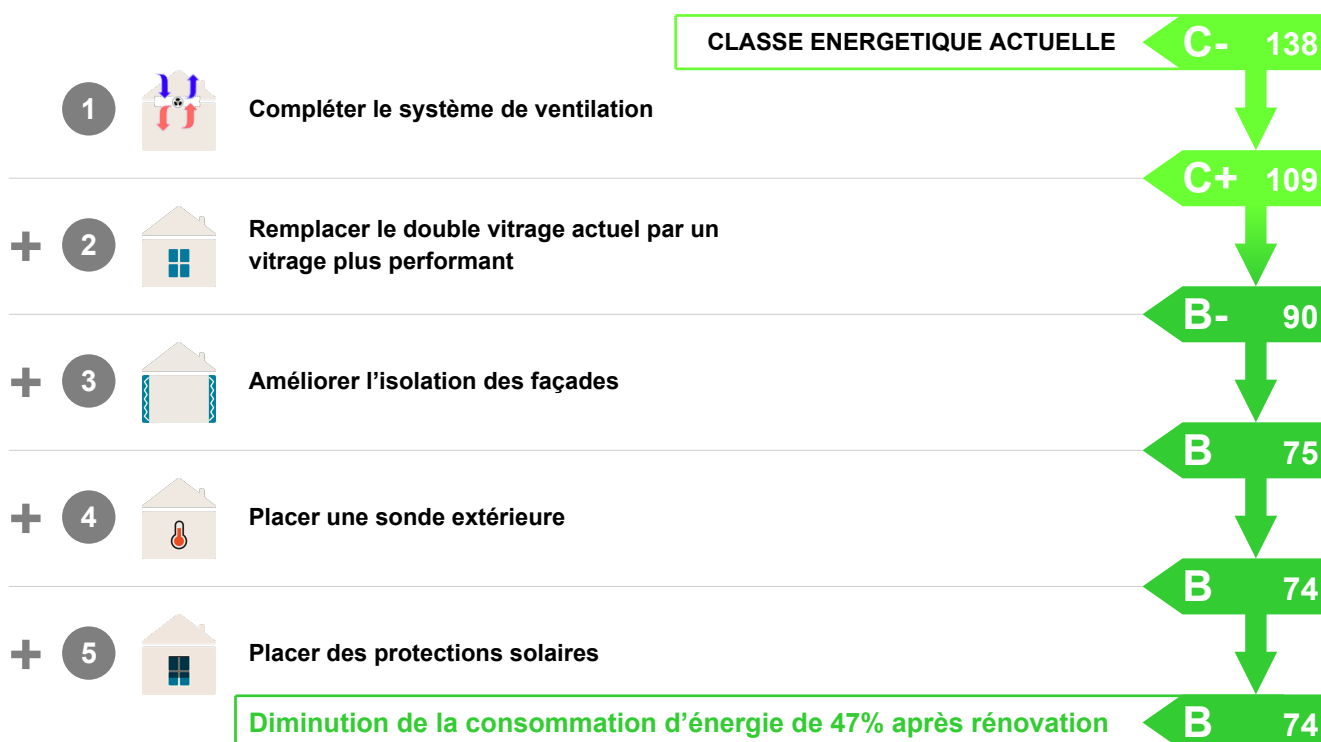 CLASSE ENERGETIQUE ACTUELLE C- 138
1 Compléter le système de ventilation
C+ 109
+ 2 Remplacer le double vitrage actuel par un
vitrage plus performant
B- 90
+ 3 Améliorer l'isolation des façades
B 75
+ 4 Placer une sonde extérieure
B 74
+ 5 Placer des protections solaires
Diminution de la consommation d'énergie de 47% après rénovation B 74